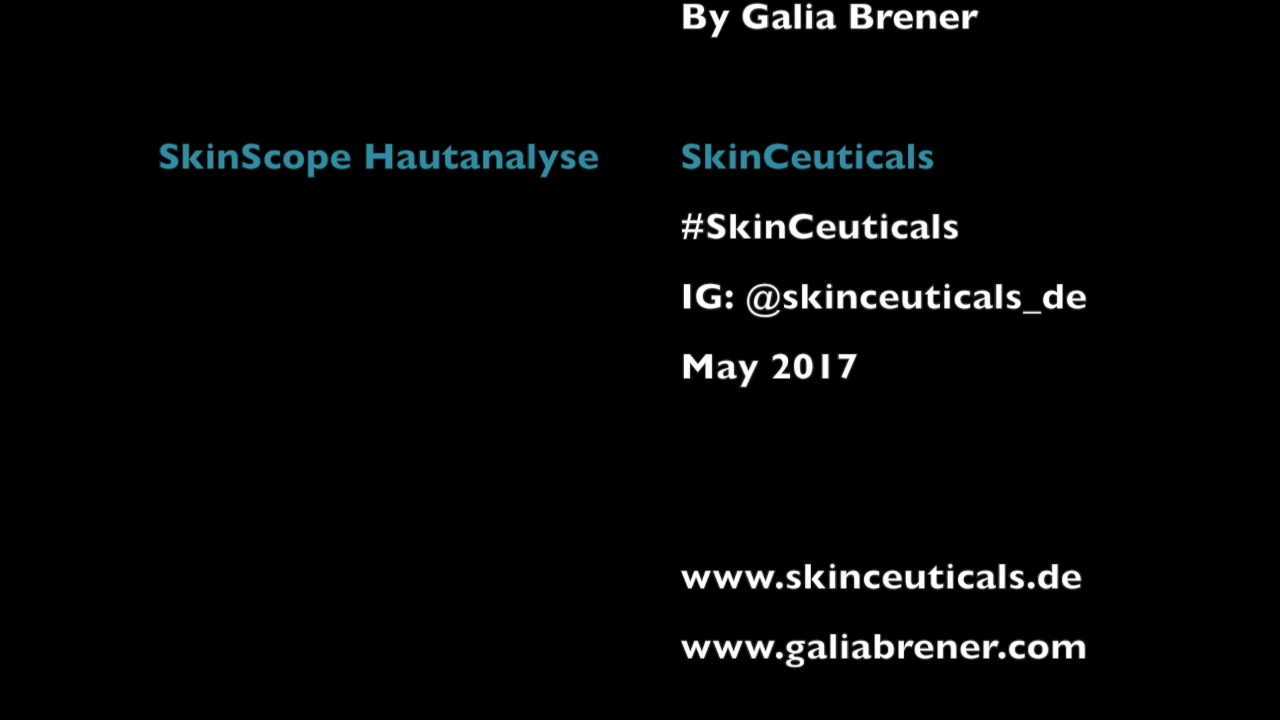 By Galia Brener
SkinScope Hautanalyse SkinCeuticals
#SkinCeuticals
IG: @skinceuticals_de
May 2017
www.skinceuticals.de
www.galiabrener.com